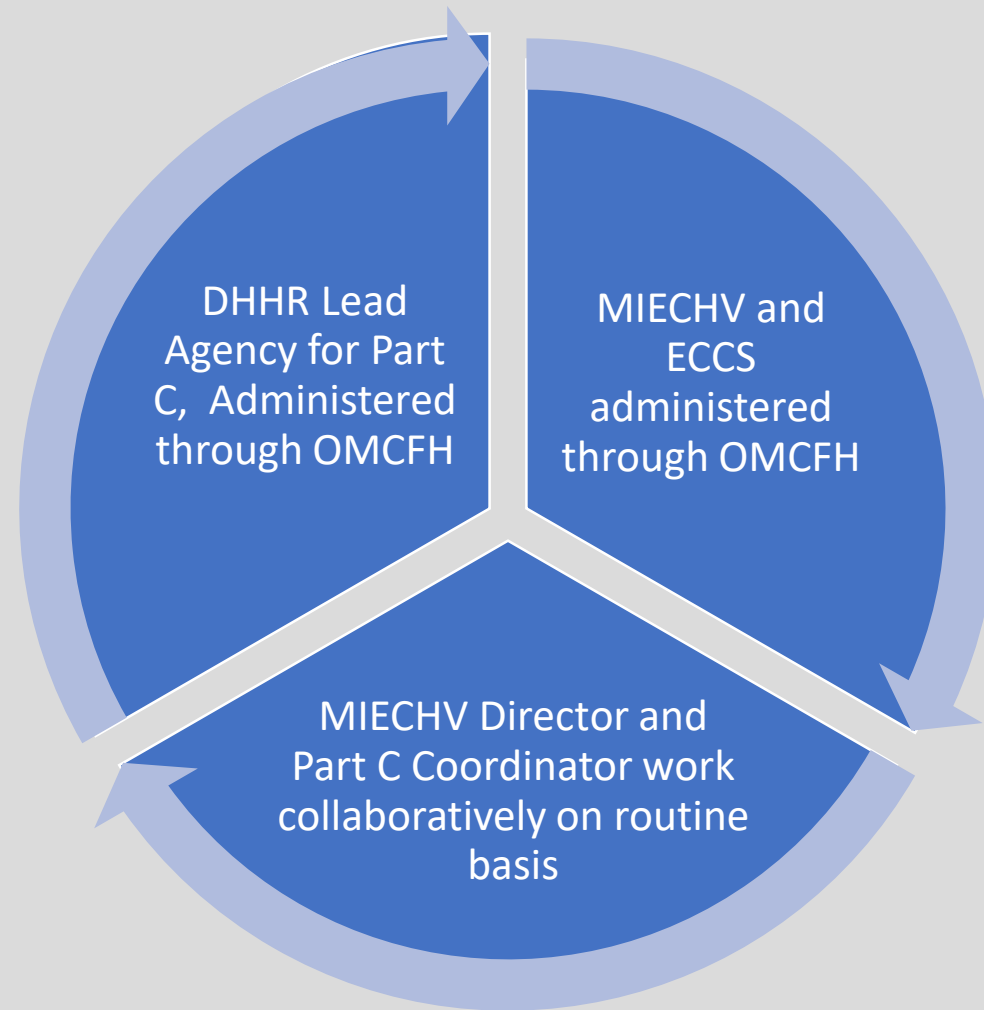 DHHR Lead
Agency for Part
C, Administered
through OMCFH
MIECHV and
ECCS
administered
through OMCFH
MIECHV Director and
Part C Coordinator work
collaboratively on routine
basis